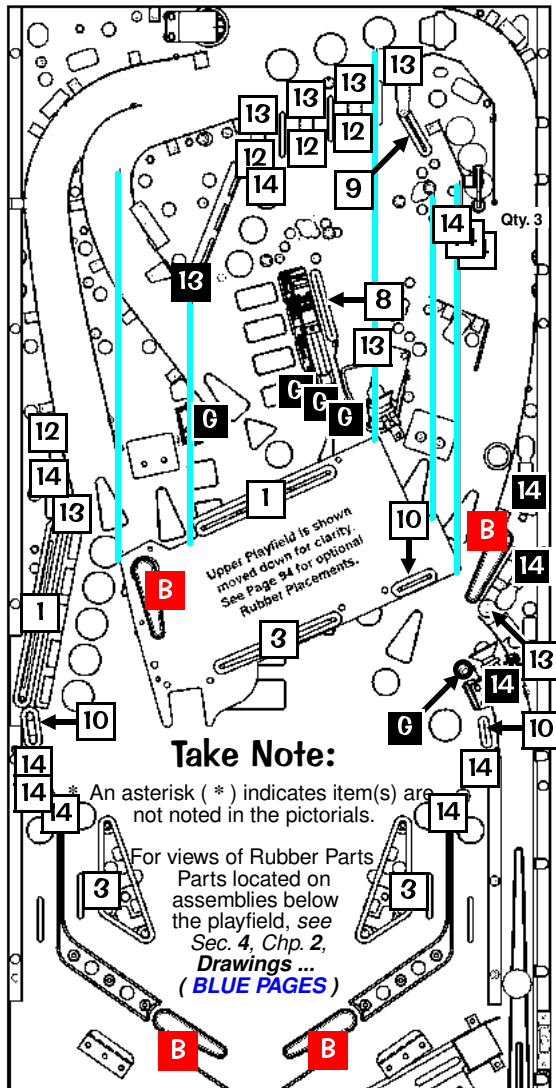 13
13
13
13
12
12
12
14
9
14
Qty. 3
13
8
13
G
G
G
G
12
14
13
1
10
14
B
14
Upper Playfield is shown
moved down for clarity.
See Page 94 for optional
Rubber Placements.
B
1
3
13
G
14
10
10
Take Note:
14
14
14
14
14
* An asterisk ( * ) indicates item(s) are
not noted in the pictorials.
For views of Rubber Parts
Parts located on
assemblies below
the playfield, see
Sec. 4, Chp. 2,
Drawings ...
( BLUE PAGES )
3
3
B
B